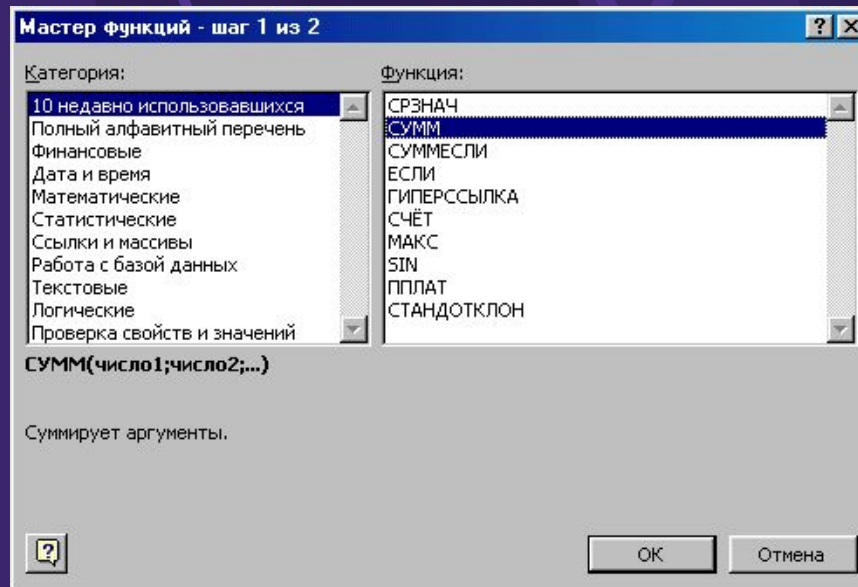 Мастер функций - шаг 1 из 2
Категория:
10 недавно использовавшихся
Полный алфавитный перечень
Финансовые
Дата и время
Математические
Статистические
Ссылки и массивы
Работа с базой данных
Текстовые
Логические
Проверка свойств и значений
Функция:
СРЗНАЧ
СУММ
СУММЕСЛИ
ЕСЛИ
ГИПЕРССЫЛКА
СЧЁТ
МАКС
SIN
ППЛАТ
СТАНДОТКЛОН
СУММ(число1;число2;...)
Суммирует аргументы.
ОК
Отмена